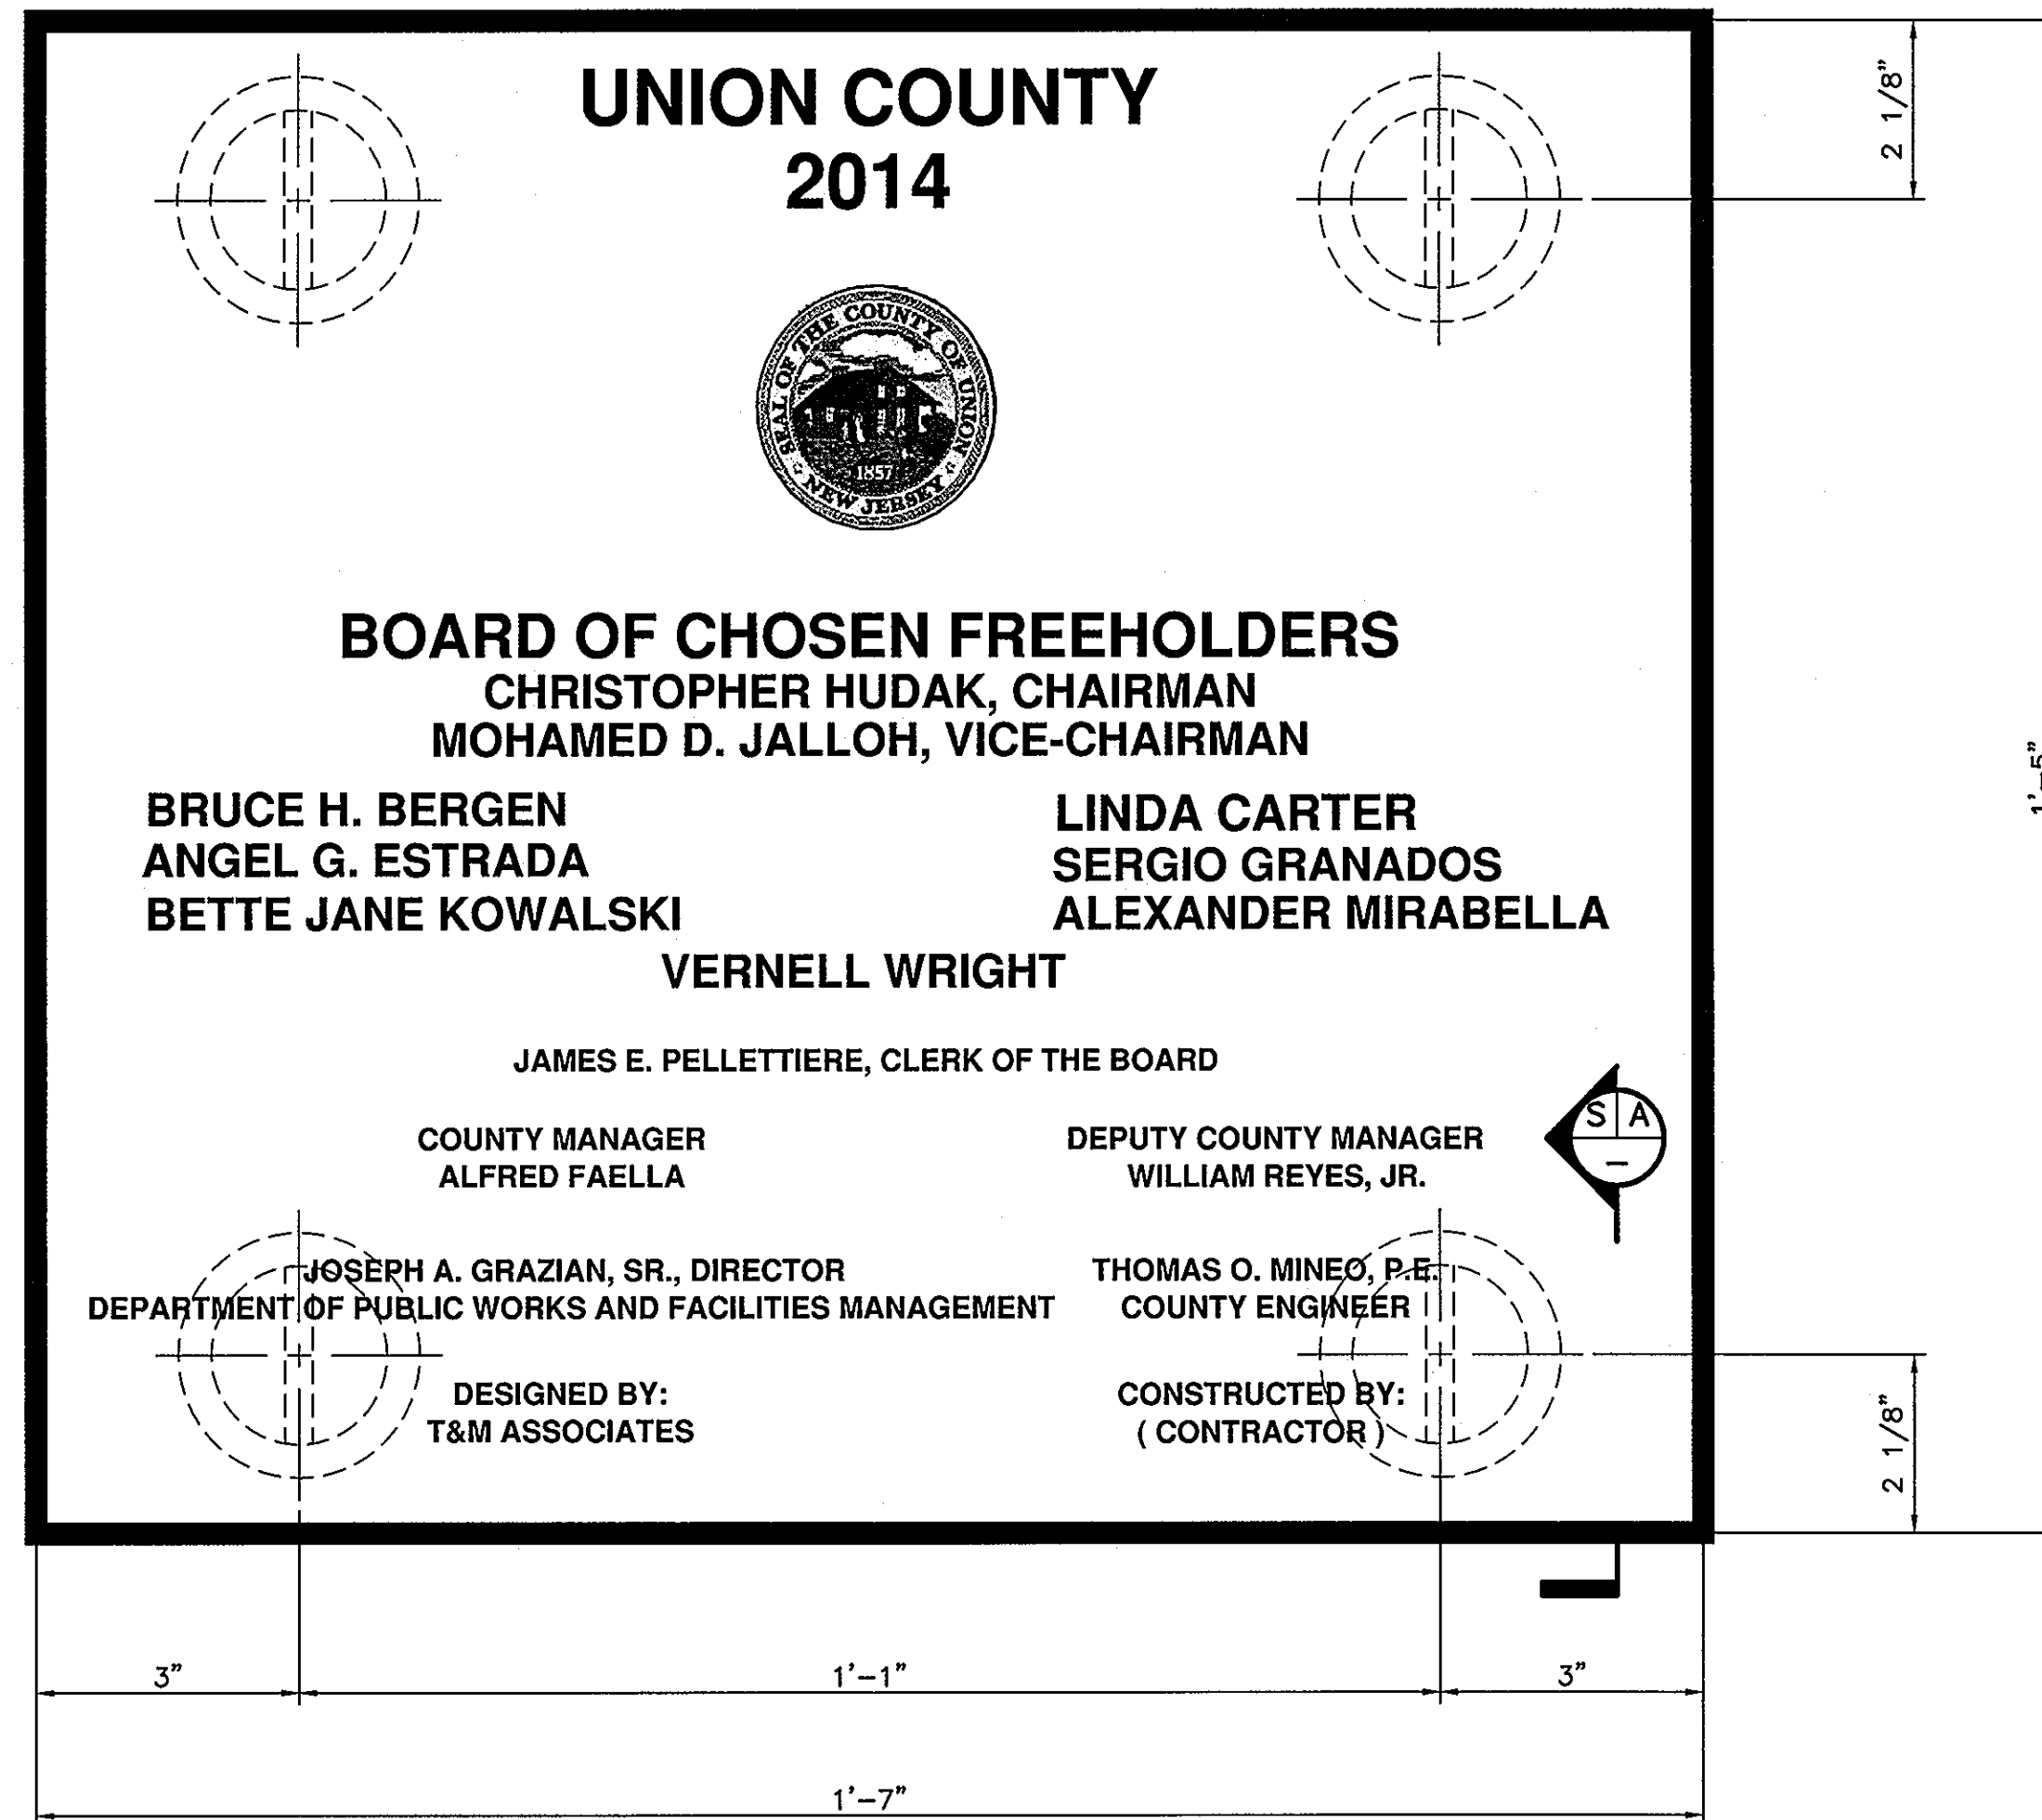 UNION COUNTY
2014
SEAL OF THE COUNTY OF UNION
NEW JERSEY
1857
BOARD OF CHOSEN FREEHOLDERS
CHRISTOPHER HUDAK, CHAIRMAN
MOHAMED D. JALLOH, VICE-CHAIRMAN
BRUCE H. BERGEN
ANGEL G. ESTRADA
BETTE JANE KOWALSKI
LINDA CARTER
SERGIO GRANADOS
ALEXANDER MIRABELLA
VERNELL WRIGHT
JAMES E. PELLETTIERE, CLERK OF THE BOARD
COUNTY MANAGER
ALFRED FAELLA
DEPUTY COUNTY MANAGER
WILLIAM REYES, JR.
S A
–
JOSEPH A. GRAZIAN, SR., DIRECTOR
DEPARTMENT OF PUBLIC WORKS AND FACILITIES MANAGEMENT
THOMAS O. MINEO, P.E.
COUNTY ENGINEER
DESIGNED BY:
T&M ASSOCIATES
CONSTRUCTED BY:
( CONTRACTOR )
2 1/8"
1'–5"
2 1/8"
3"
1'–1"
3"
1'–7"